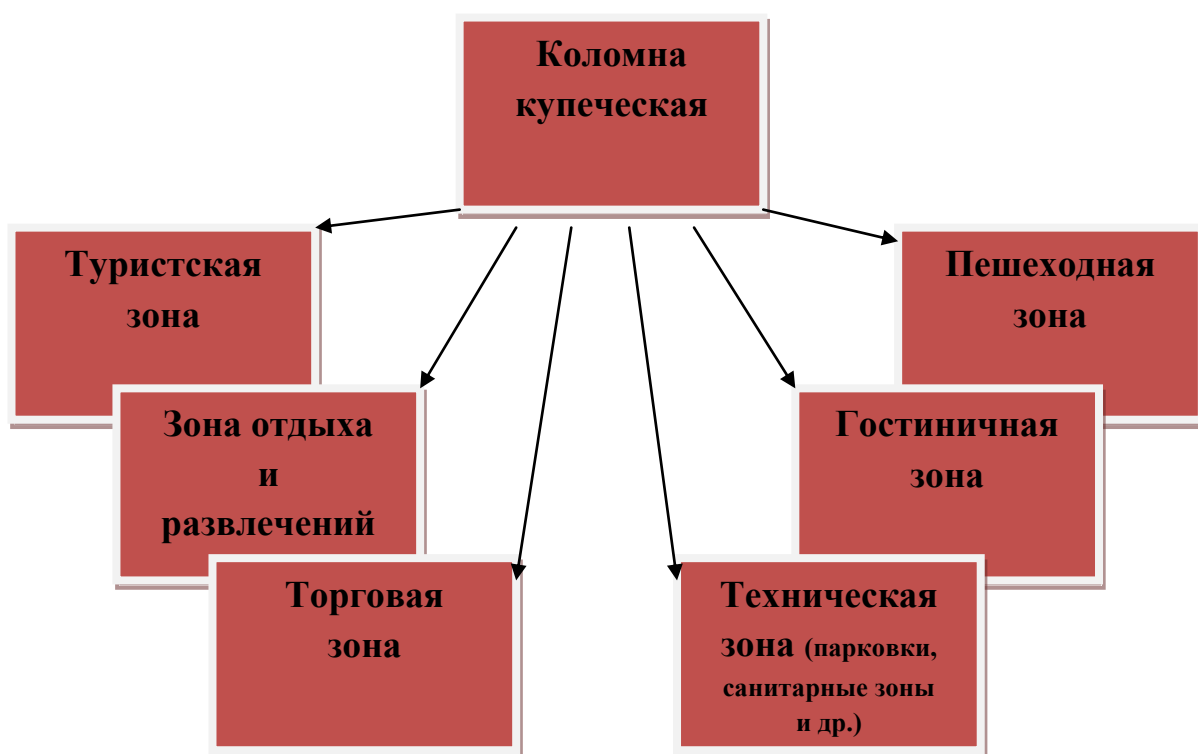 Коломна
купеческая
Туристская
зона
Пешеходная
зона
Зона отдыха
и
развлечений
Гостиничная
зона
Торговая
зона
Техническая
зона (парковки,
санитарные зоны
и др.)